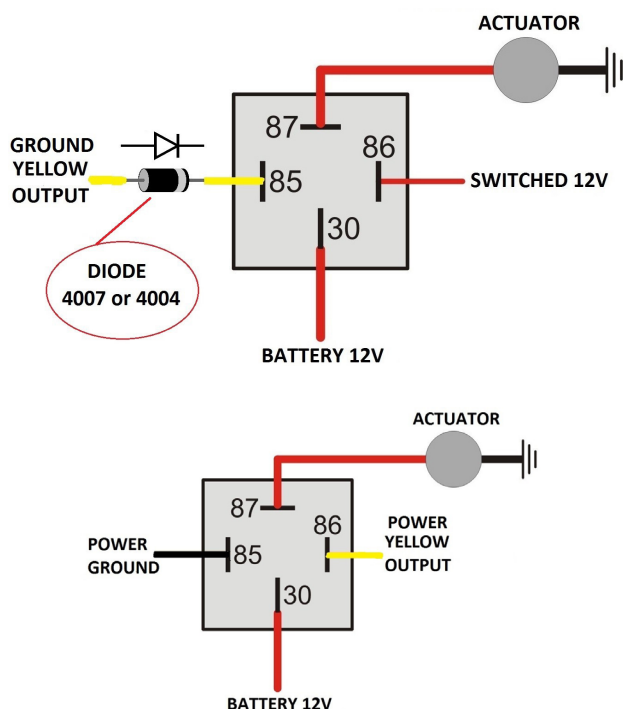 ACTUATOR
87
86
GROUND
YELLOW
OUTPUT
85
SWITCHED 12V
30
DIODE
4007 or 4004
BATTERY 12V
ACTUATOR
87
86
POWER
YELLOW
OUTPUT
POWER
GROUND
85
30
BATTERY 12V